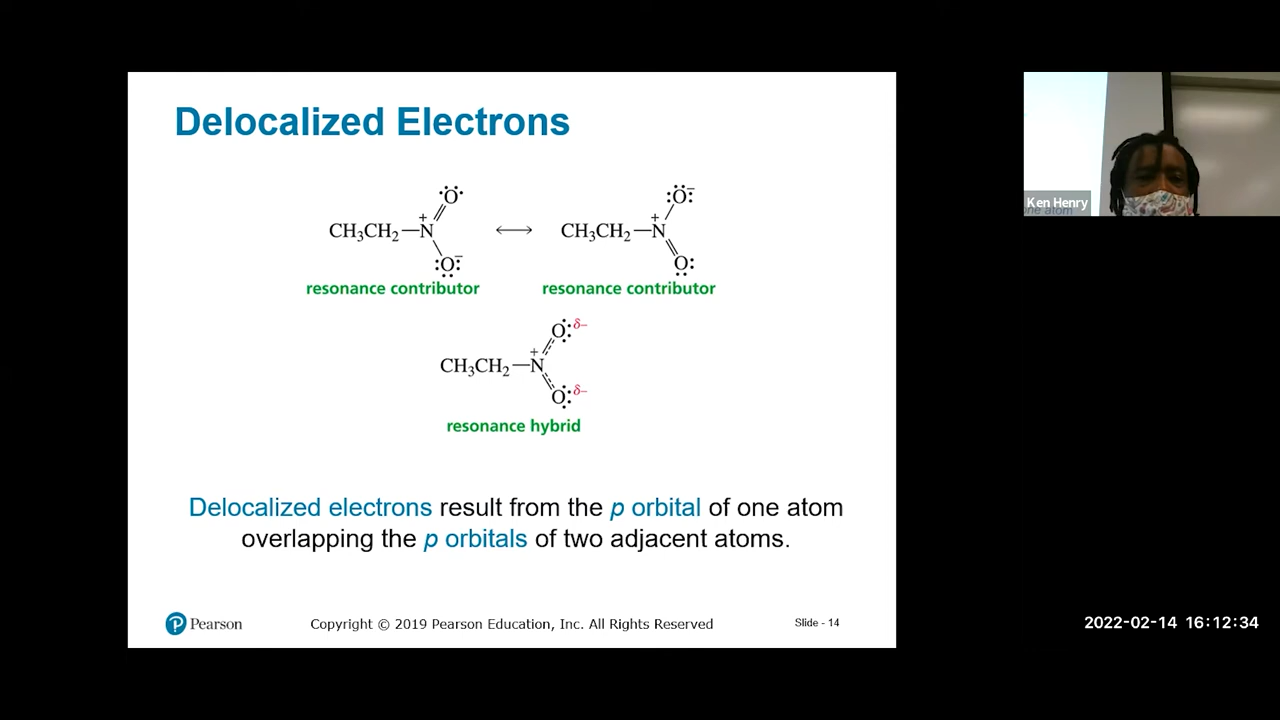 Delocalized Electrons
CH₃CH₂—N⁺ O O⁻ ⟷ CH₃CH₂—N⁺ O⁻ O
resonance contributor resonance contributor
CH₃CH₂—N⁺ O δ– O δ–
resonance hybrid
Delocalized electrons result from the p orbital of one atom
overlapping the p orbitals of two adjacent atoms.
Pearson Copyright © 2019 Pearson Education, Inc. All Rights Reserved Slide - 14
Ken Henry
one atom
2022-02-14 16:12:34